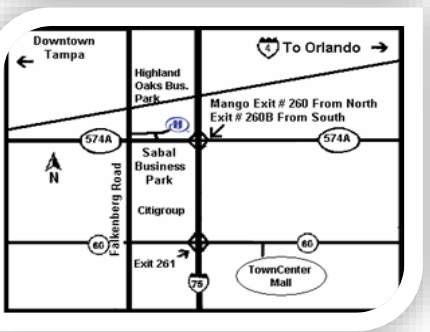 Downtown
Tampa
4 To Orlando
Highland
Oaks Bus.
Park
Mango Exit # 260 From North
Exit # 260B From South
H
574A
574A
Sabal
Business
Park
N
Falkenberg Road
Citigroup
60
60
Exit 261
TownCenter
Mall
75